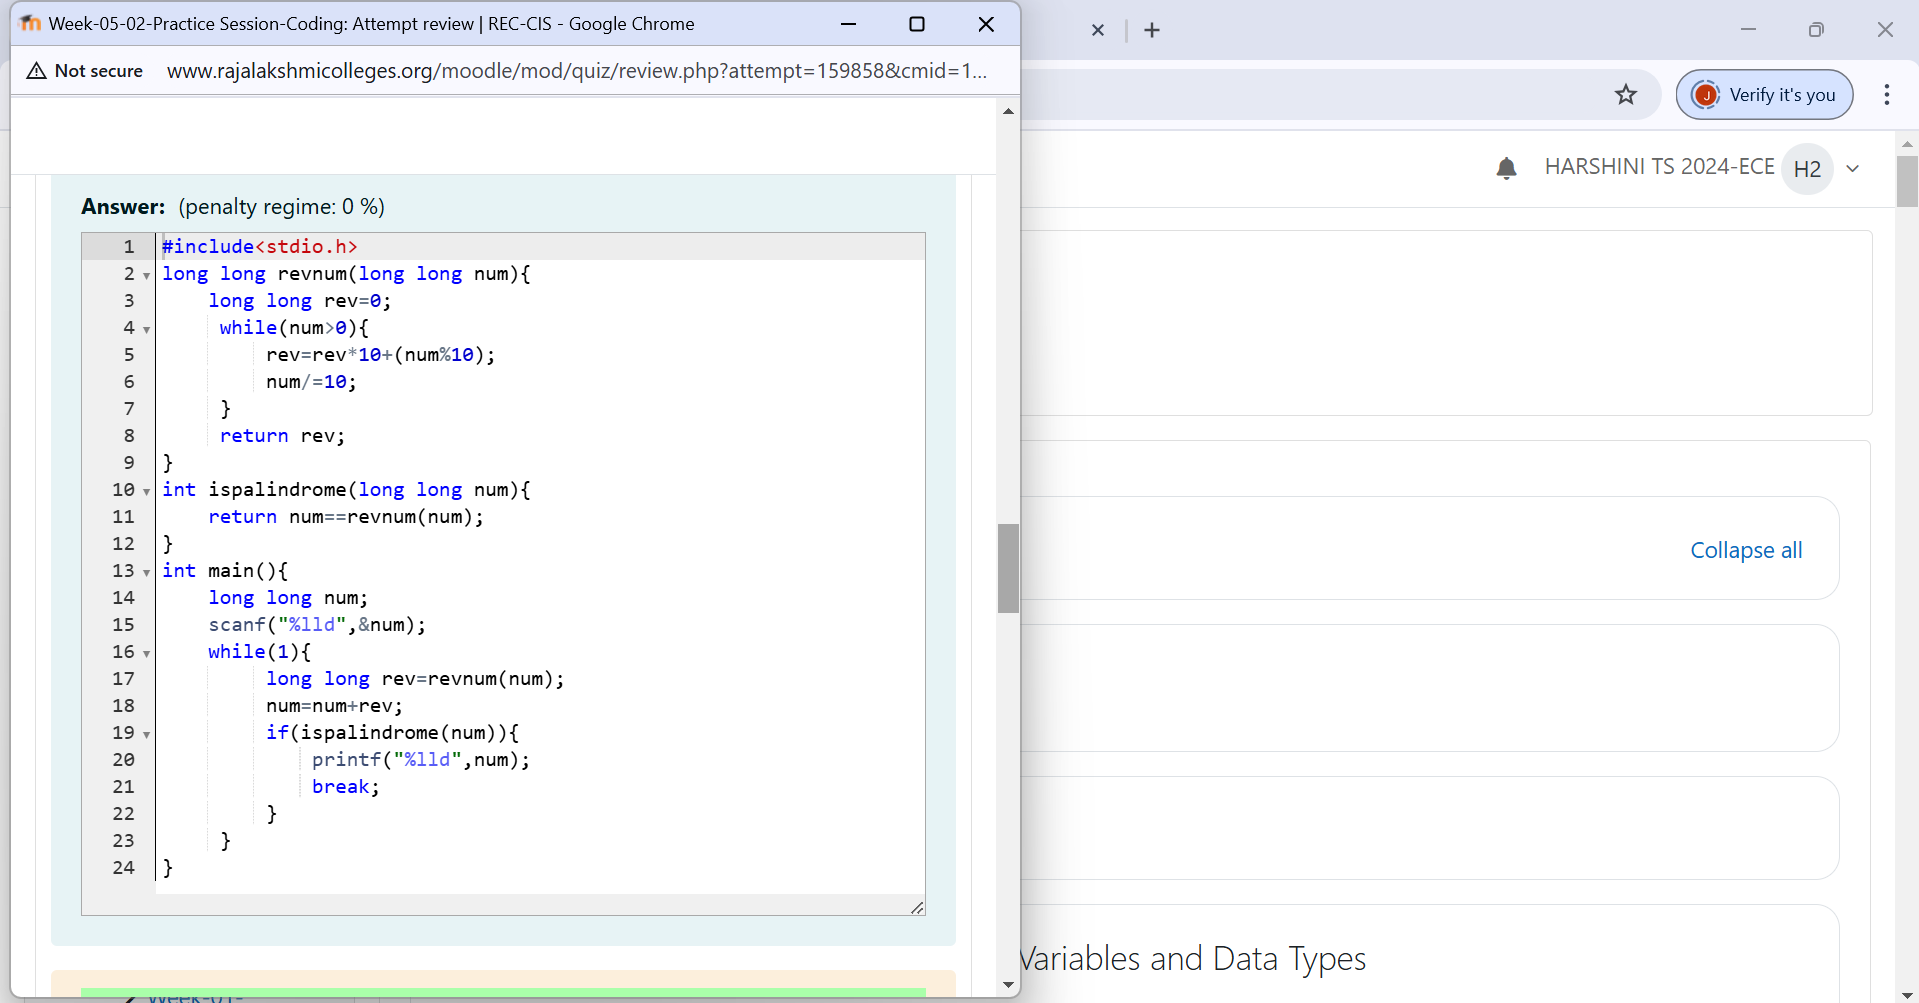 Week-05-02-Practice Session-Coding: Attempt review | REC-CIS - Google Chrome
Not secure www.rajalakshmicolleges.org/moodle/mod/quiz/review.php?attempt=159858&cmid=1...
Verify it's you
J
HARSHINI TS 2024-ECE H2
Answer: (penalty regime: 0 %)
1 #include<stdio.h>
2 long long revnum(long long num){
3 long long rev=0;
4 while(num>0){
5 rev=rev*10+(num%10);
6 num/=10;
7 }
8 return rev;
9 }
10 int ispalindrome(long long num){
11 return num==revnum(num);
12 }
13 int main(){
14 long long num;
15 scanf("%lld",&num);
16 while(1){
17 long long rev=revnum(num);
18 num=num+rev;
19 if(ispalindrome(num)){
20 printf("%lld",num);
21 break;
22 }
23 }
24 }
Collapse all
Variables and Data Types
Week-01-